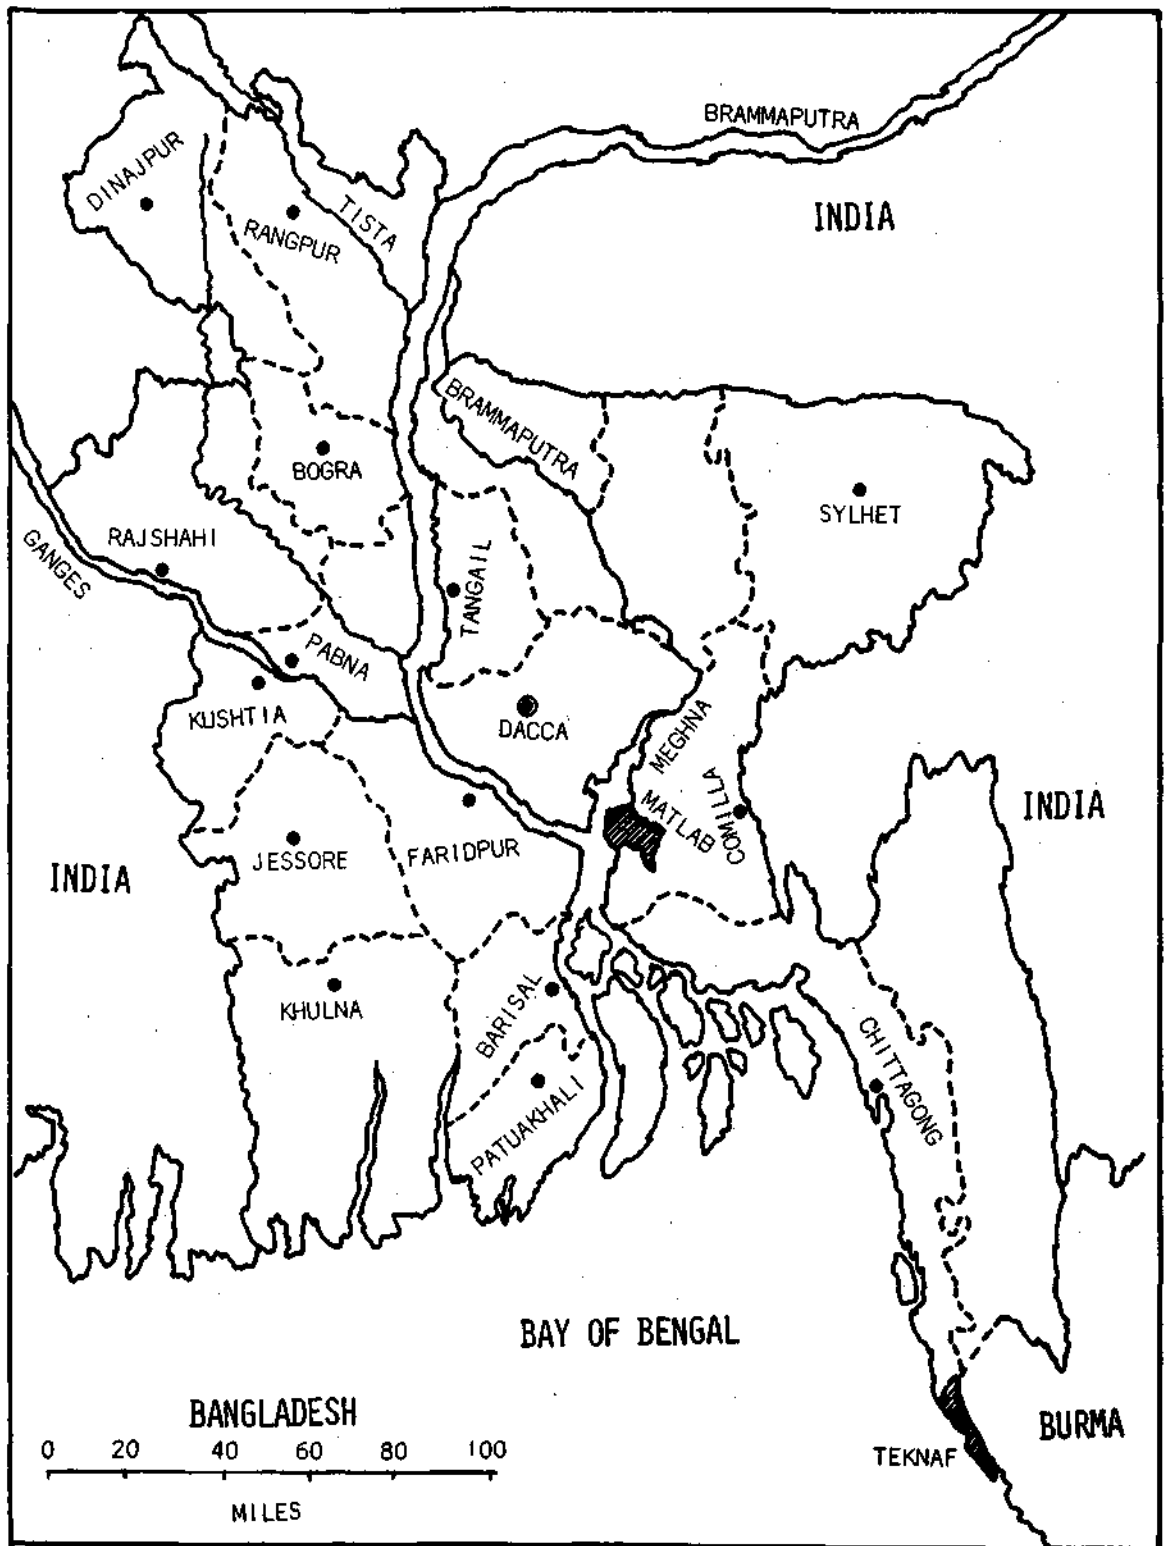 BRAMMAPUTRA
DINAJPUR
TISTA
INDIA
RANGPUR
BRAMMAPUTRA
BOGRA
SYLHET
RAJSHAHI
GANGES
TANGAIL
PABNA
KUSHTIA
DACCA
MEGHNA
MATLAB
COMILLA
INDIA
JESSORE
FARIDPUR
INDIA
KHULNA
BARISAL
CHITTAGONG
PATUAKHALI
BAY OF BENGAL
BANGLADESH
BURMA
0 20 40 60 80 100
TEKNAF
MILES